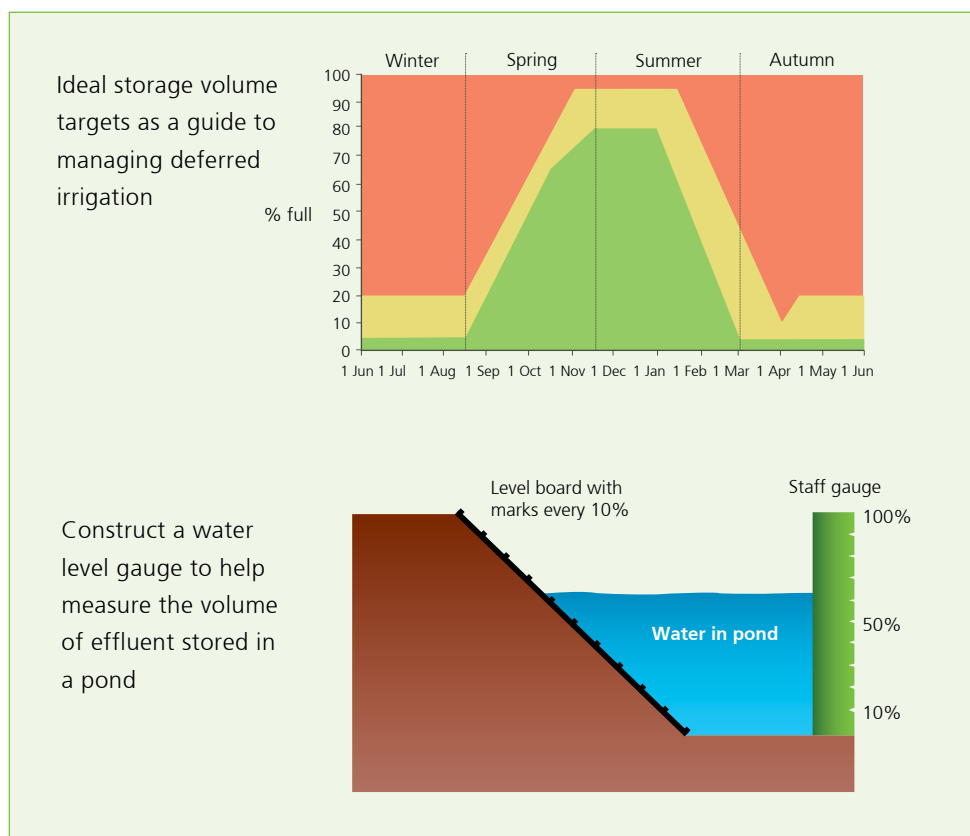 Ideal storage volume
targets as a guide to
managing deferred
irrigation
Winter Spring Summer Autumn
100
90
80
70
60
50
40
30
20
10
0
% full
1 Jun 1 Jul 1 Aug 1 Sep 1 Oct 1 Nov 1 Dec 1 Jan 1 Feb 1 Mar 1 Apr 1 May 1 Jun
Construct a water
level gauge to help
measure the volume
of effluent stored in
a pond
Level board with
marks every 10%
Staff gauge
100%
50%
10%
Water in pond